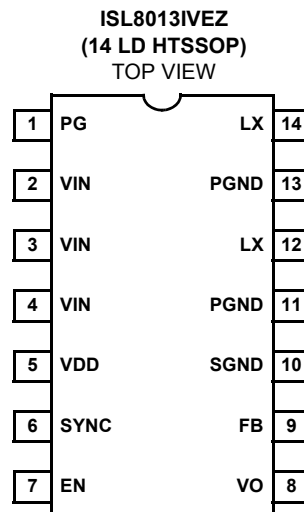 ISL8013IVEZ
(14 LD HTSSOP)
TOP VIEW
1 PG LX 14
2 VIN PGND 13
3 VIN LX 12
4 VIN PGND 11
5 VDD SGND 10
6 SYNC FB 9
7 EN VO 8